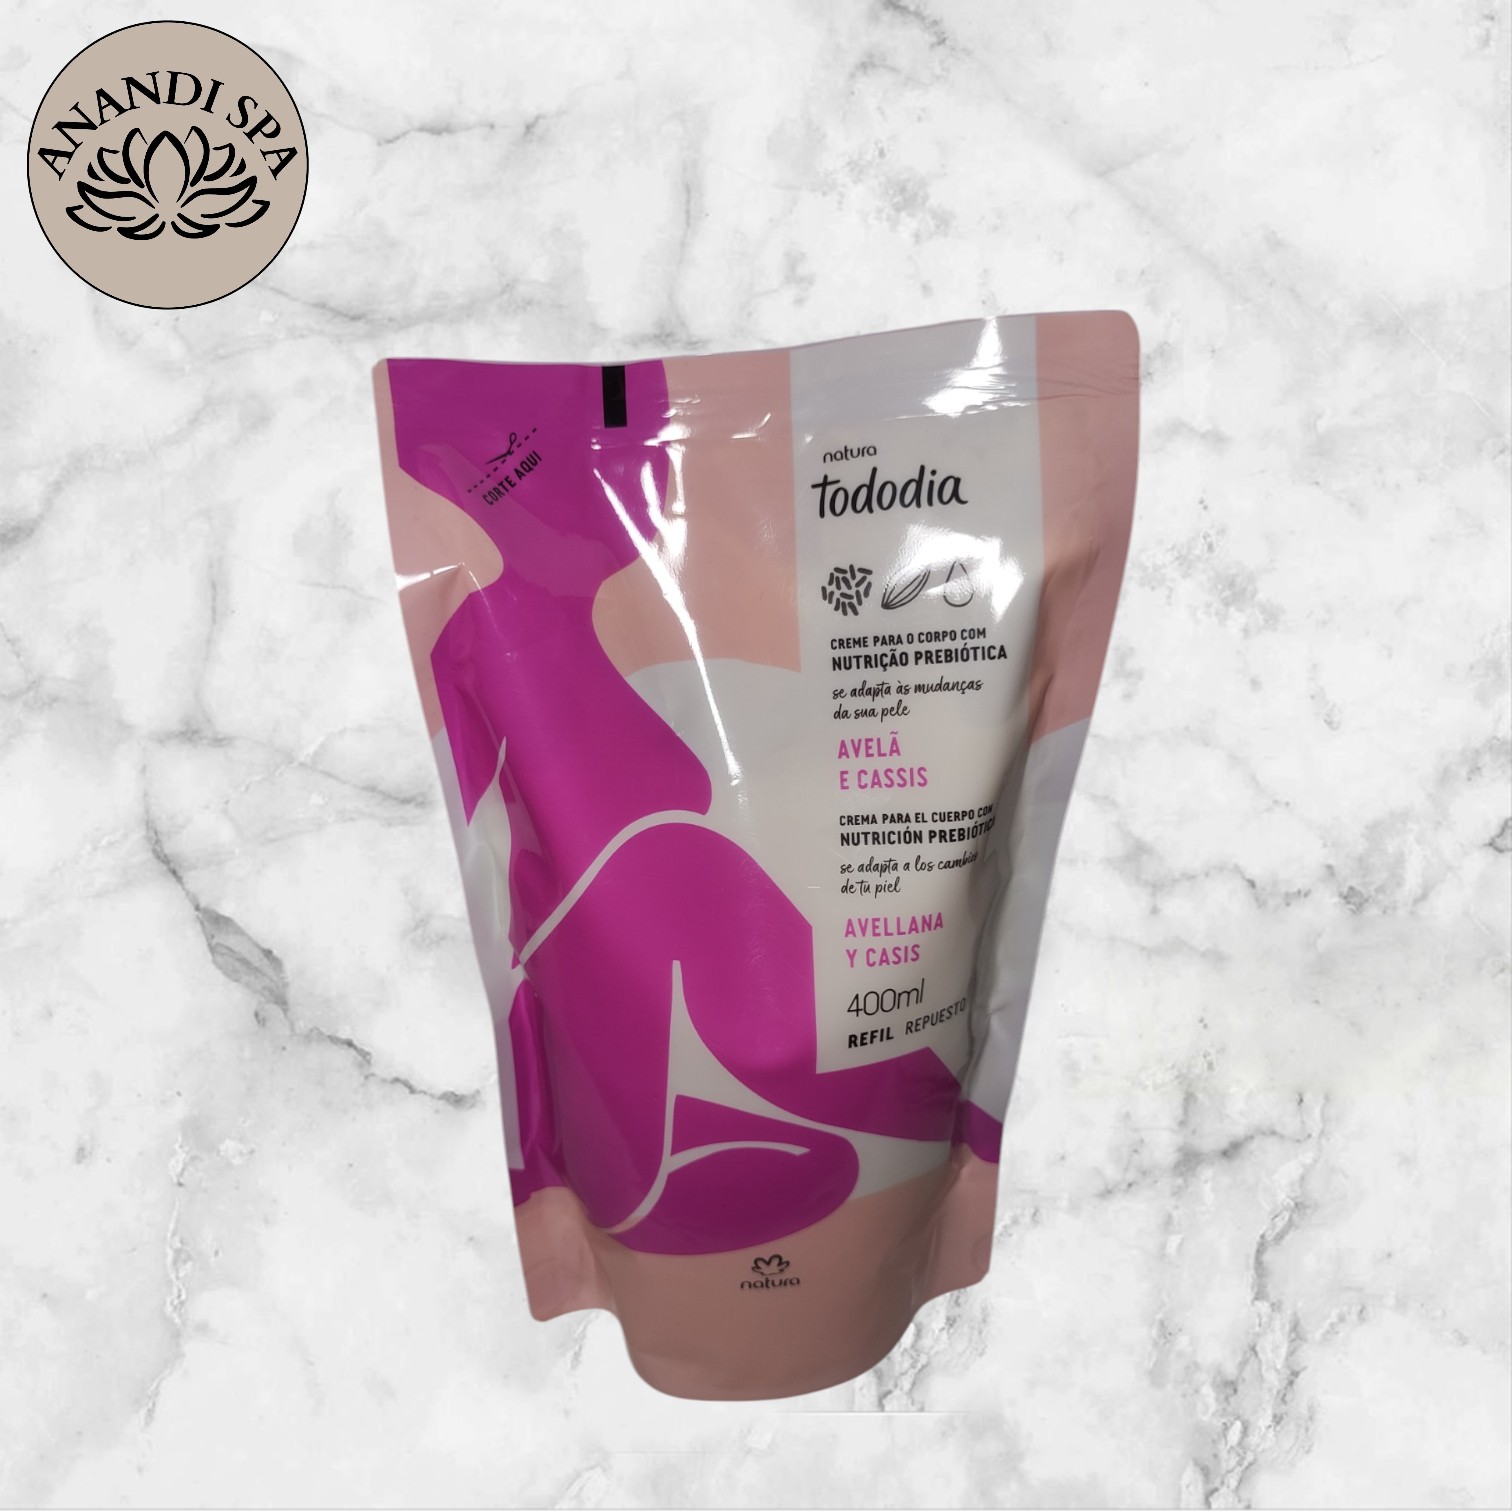 ANANDI SPA
CORTE AQUI
natura
tododia
CREME PARA O CORPO COM
NUTRIÇÃO PREBIÓTICA
se adapta às mudanças
da sua pele
AVELÃ
E CASSIS
CREMA PARA EL CUERPO CON
NUTRICIÓN PREBIÓTICA
se adapta a los cambios
de tu piel
AVELLANA
Y CASIS
400ml
REFIL REPUESTO
natura